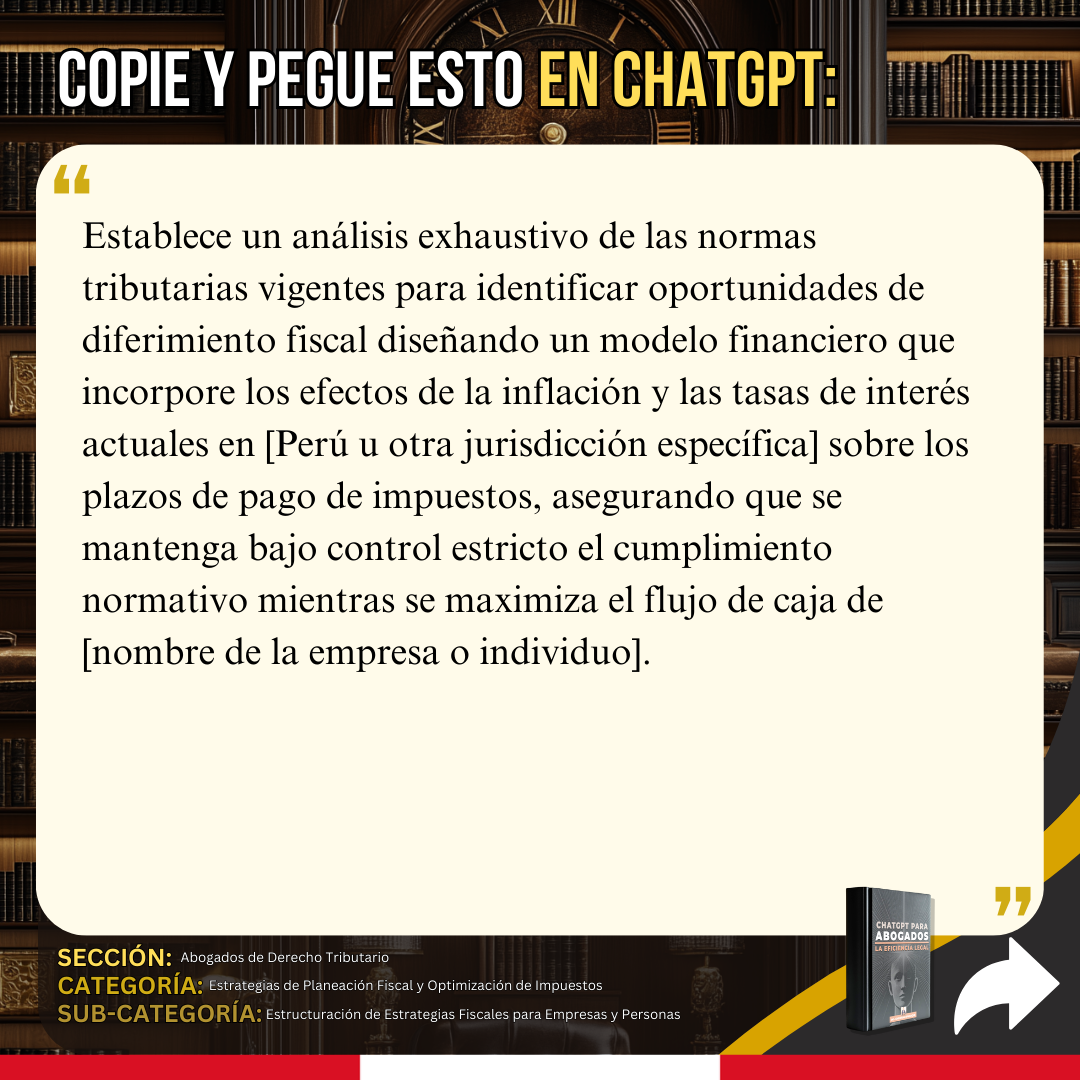 COPIE Y PEGUE ESTO EN CHATGPT:
“
Establece un análisis exhaustivo de las normas
tributarias vigentes para identificar oportunidades de
diferimiento fiscal diseñando un modelo financiero que
incorpore los efectos de la inflación y las tasas de interés
actuales en [Perú u otra jurisdicción específica] sobre los
plazos de pago de impuestos, asegurando que se
mantenga bajo control estricto el cumplimiento
normativo mientras se maximiza el flujo de caja de
[nombre de la empresa o individuo].
”
CHATGPT PARA
ABOGADOS
LA EFICIENCIA LEGAL
SECCIÓN: Abogados de Derecho Tributario
CATEGORÍA: Estrategias de Planeación Fiscal y Optimización de Impuestos
SUB-CATEGORÍA: Estructuración de Estrategias Fiscales para Empresas y Personas